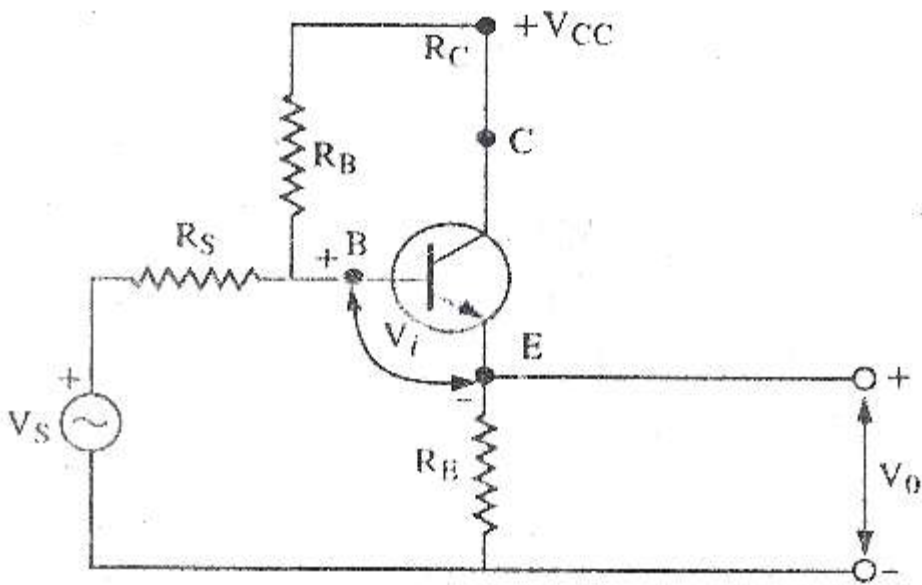 +VCC
RC
C
RB
RS
+ B
Vi
E
+
-
+
VS
RE
V0
-